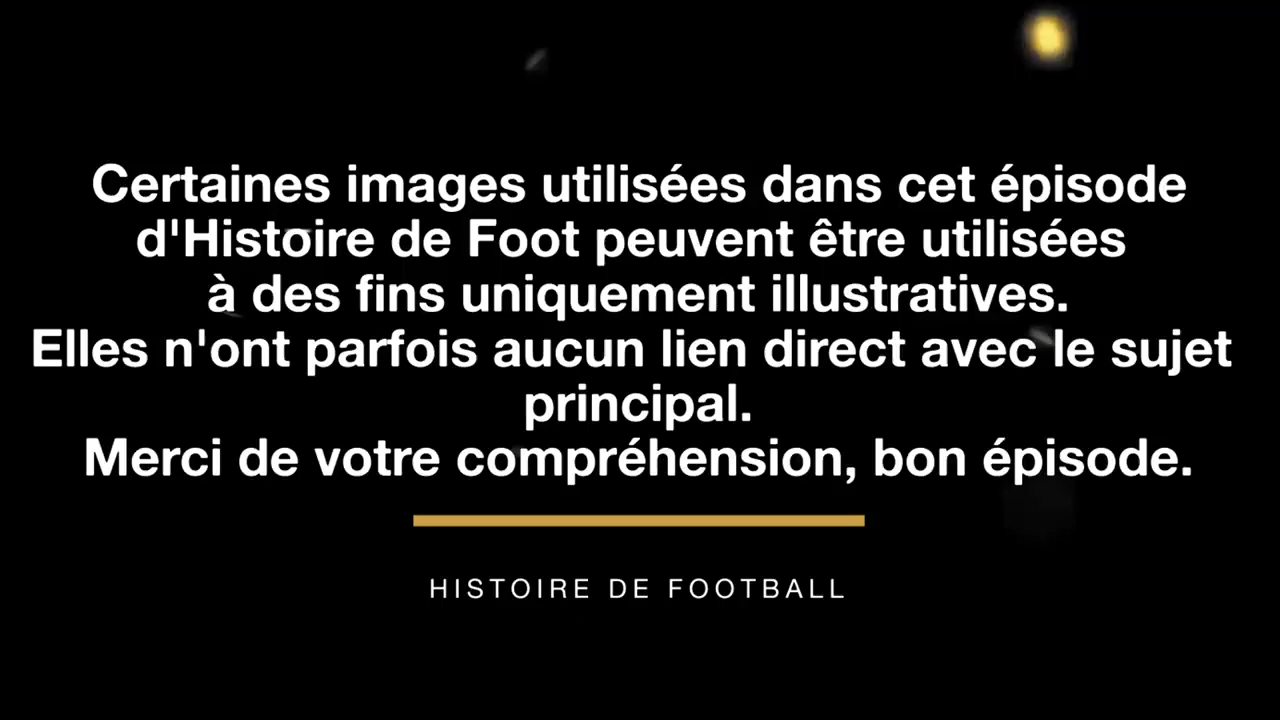 Certaines images utilisées dans cet épisode
d'Histoire de Foot peuvent être utilisées
à des fins uniquement illustratives.
Elles n'ont parfois aucun lien direct avec le sujet
principal.
Merci de votre compréhension, bon épisode.
HISTOIRE DE FOOTBALL